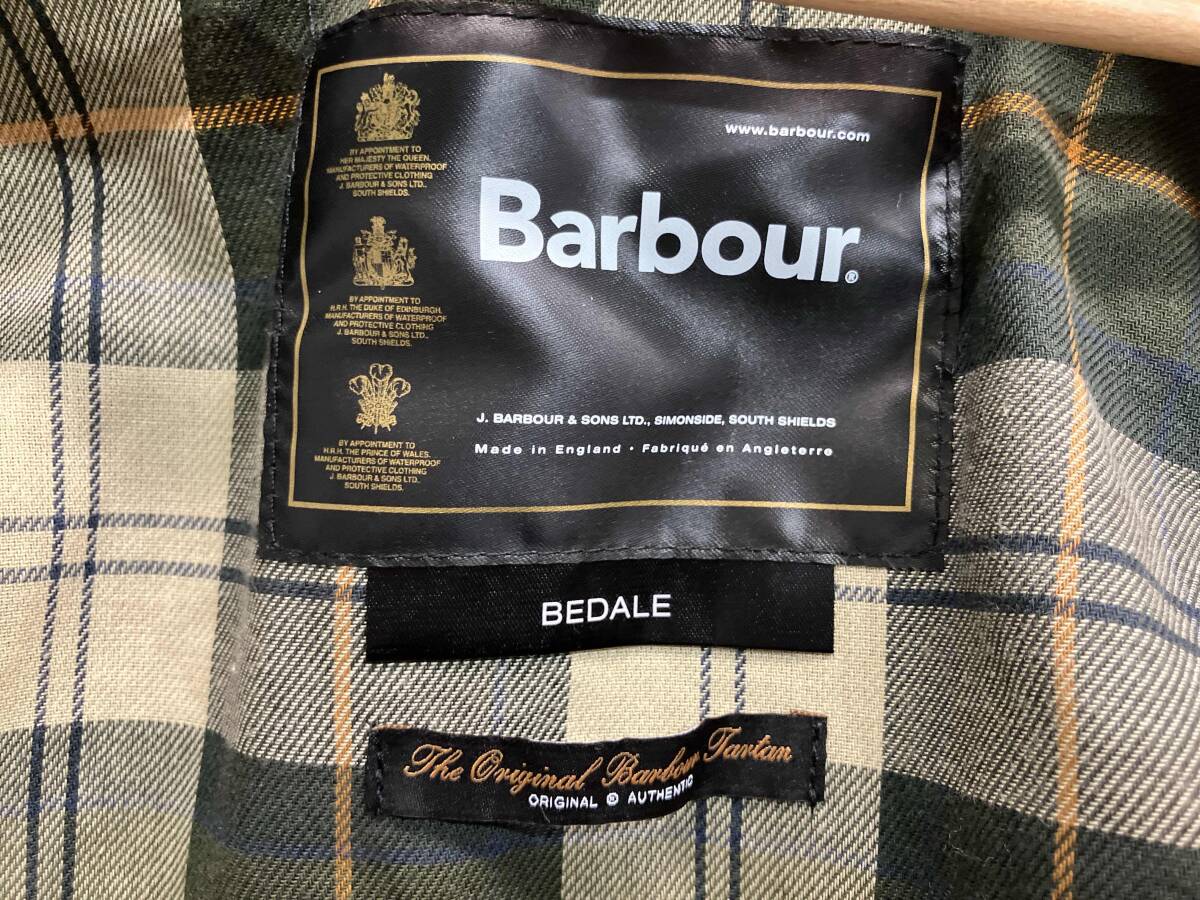 www.barbour.com
Barbour®
BY APPOINTMENT TO
HER MAJESTY THE QUEEN.
MANUFACTURERS OF WATERPROOF
AND PROTECTIVE CLOTHING
J. BARBOUR & SONS LTD.,
SOUTH SHIELDS.
BY APPOINTMENT TO
H.R.H. THE DUKE OF EDINBURGH.
MANUFACTURERS OF WATERPROOF
AND PROTECTIVE CLOTHING
J. BARBOUR & SONS LTD.,
SOUTH SHIELDS.
BY APPOINTMENT TO
H.R.H. THE PRINCE OF WALES.
MANUFACTURERS OF WATERPROOF
AND PROTECTIVE CLOTHING
J. BARBOUR & SONS LTD.,
SOUTH SHIELDS.
J. BARBOUR & SONS LTD., SIMONSIDE, SOUTH SHIELDS
Made in England · Fabriqué en Angleterre
BEDALE
The Original Barbour Tartan
ORIGINAL ® AUTHENTIC